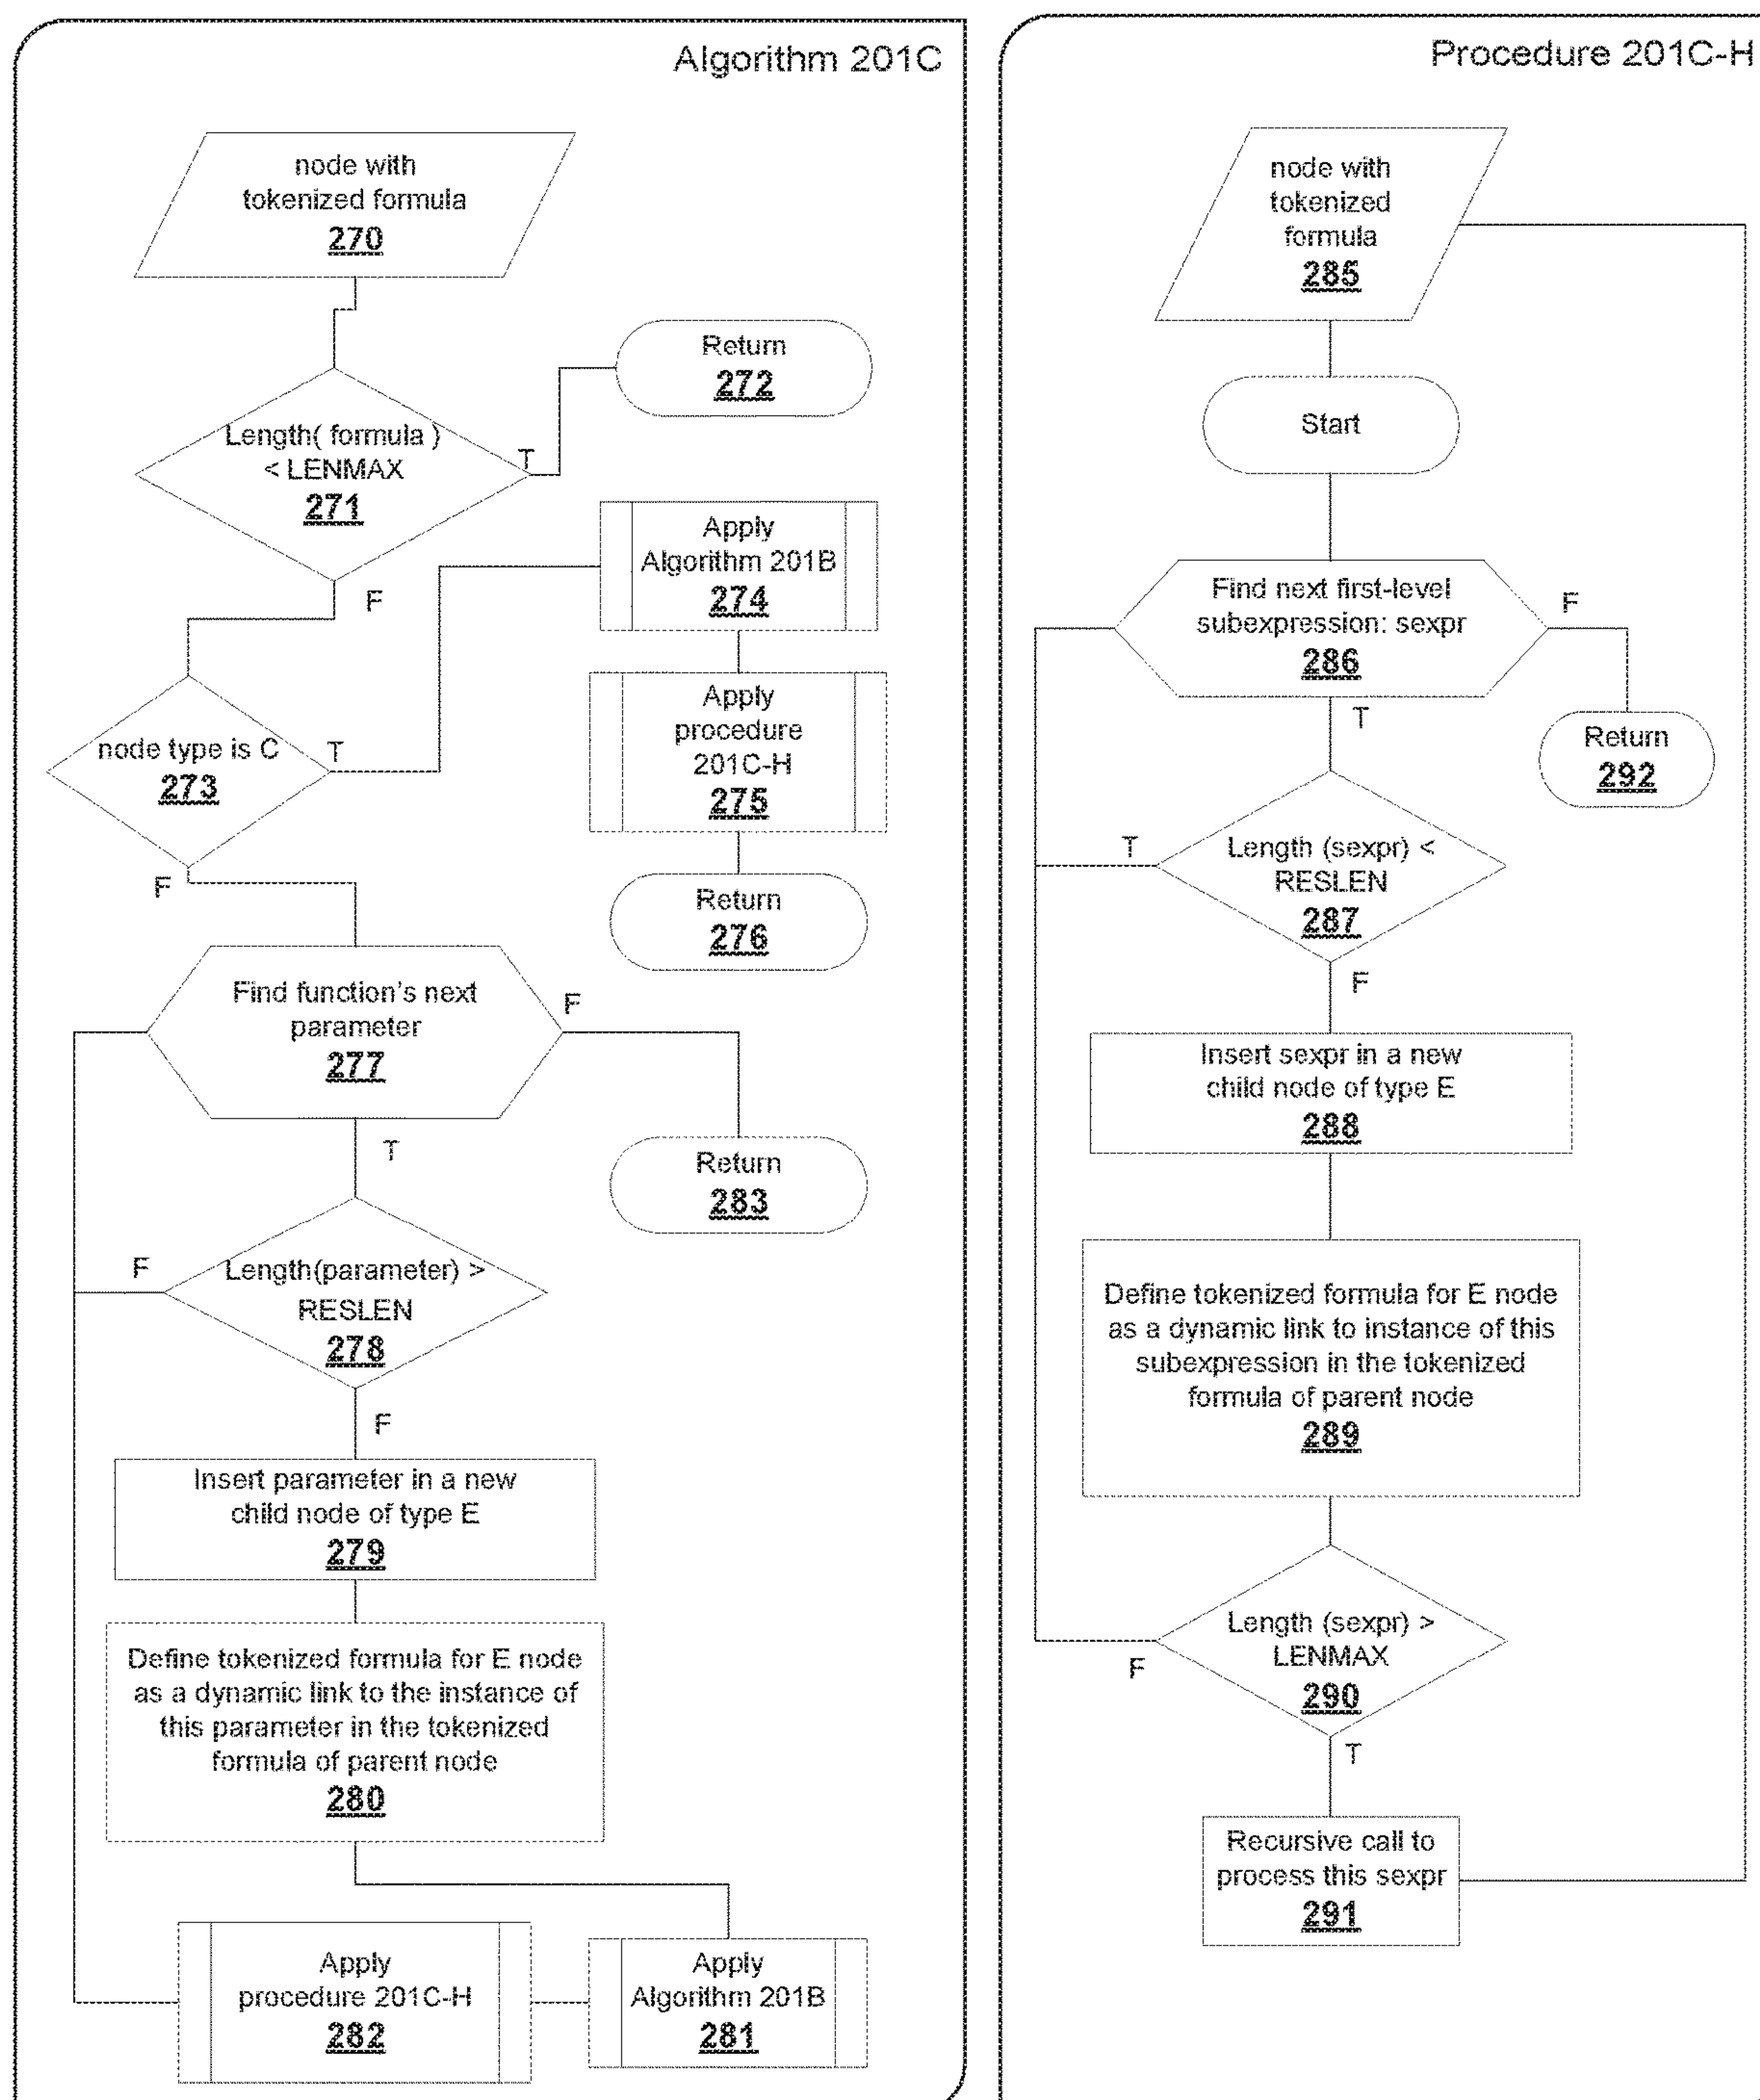 Algorithm 201C
node with
tokenized formula
270
Return
272
Length( formula )
< LENMAX
271
T
F
Apply
Algorithm 201B
274
node type is C
273
T
Apply
procedure
201C-H
275
F
Return
276
Find function's next
parameter
277
F
T
Return
283
Length(parameter) >
RESLEN
278
F
F
Insert parameter in a new
child node of type E
279
Define tokenized formula for E node
as a dynamic link to the instance of
this parameter in the tokenized
formula of parent node
280
Apply
procedure 201C-H
282
Apply
Algorithm 201B
281
Procedure 201C-H
node with
tokenized
formula
285
Start
Find next first-level
subexpression: sexpr
286
F
T
Return
292
Length (sexpr) <
RESLEN
287
T
F
Insert sexpr in a new
child node of type E
288
Define tokenized formula for E node
as a dynamic link to instance of this
subexpression in the tokenized
formula of parent node
289
Length (sexpr) >
LENMAX
290
F
T
Recursive call to
process this sexpr
291